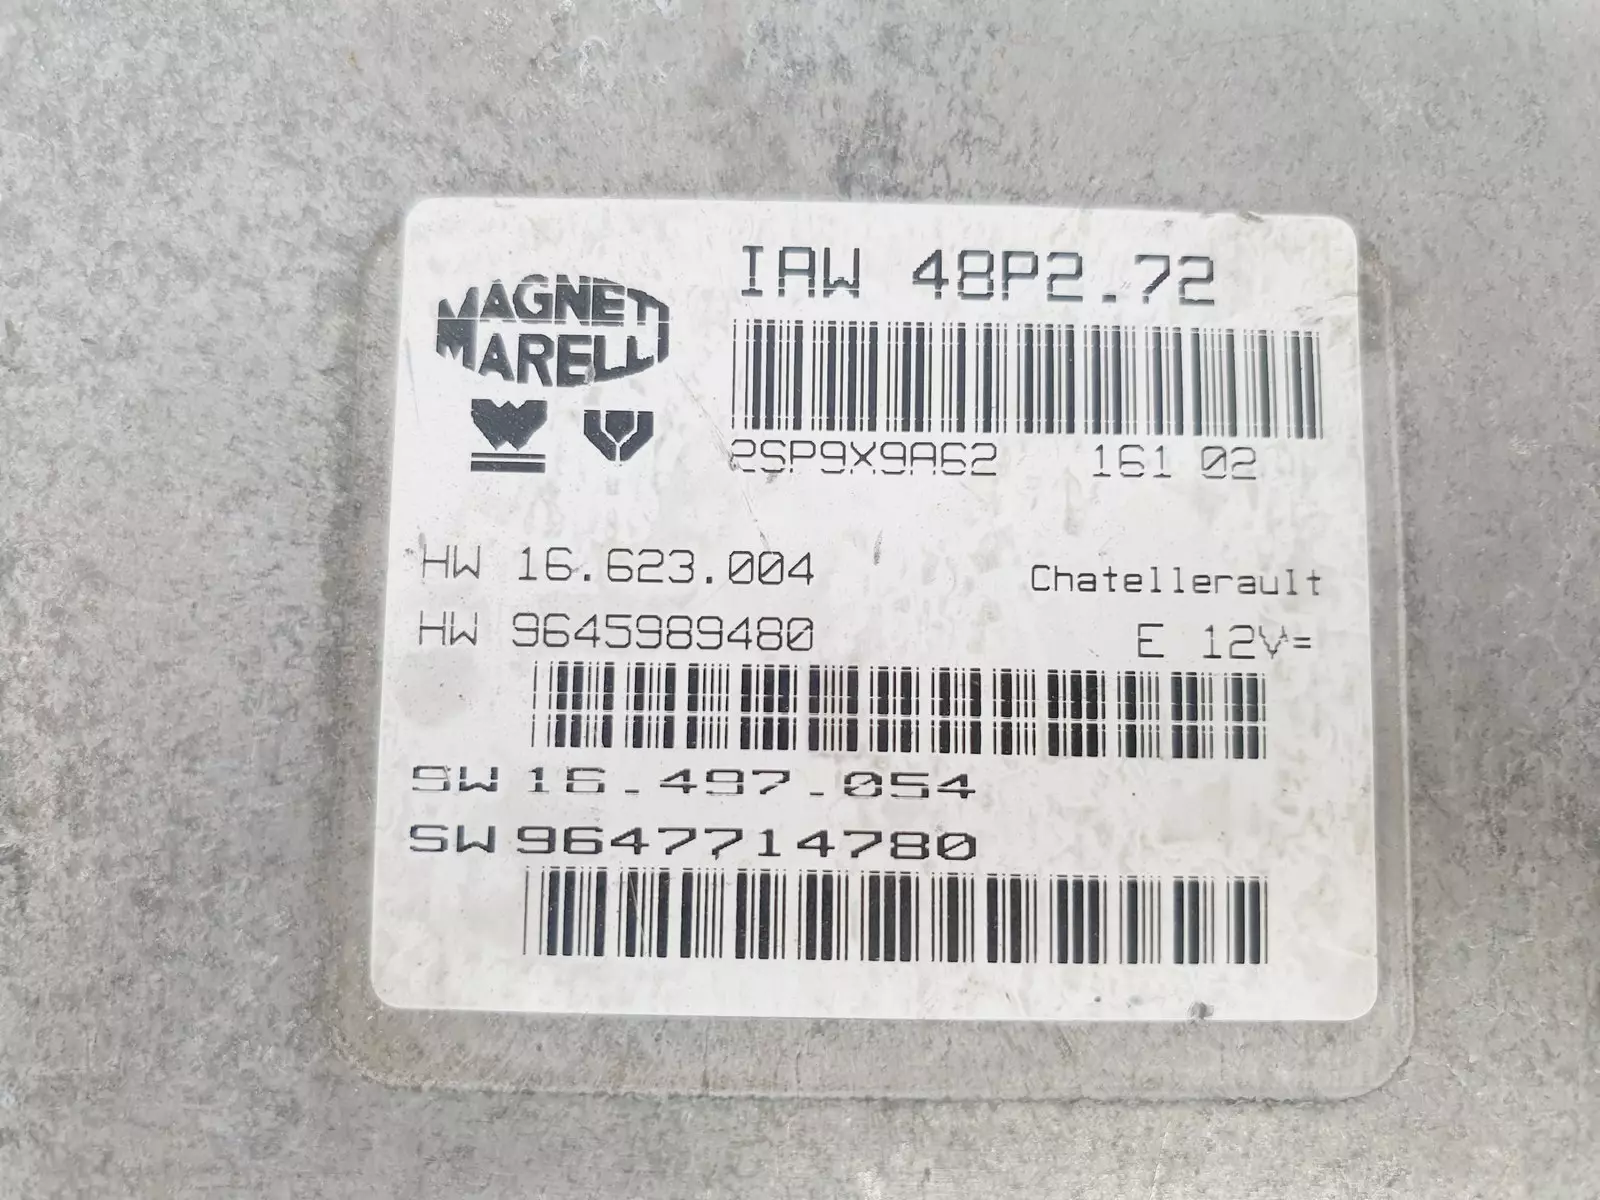 MAGNETI
MARELLI
IAW 48P2.72
2SP9X9A62 161 02
HW 16.623.004
Chatellerault
HW 9645989480
E 12V=
SW 16.497.054
SW 9647714780